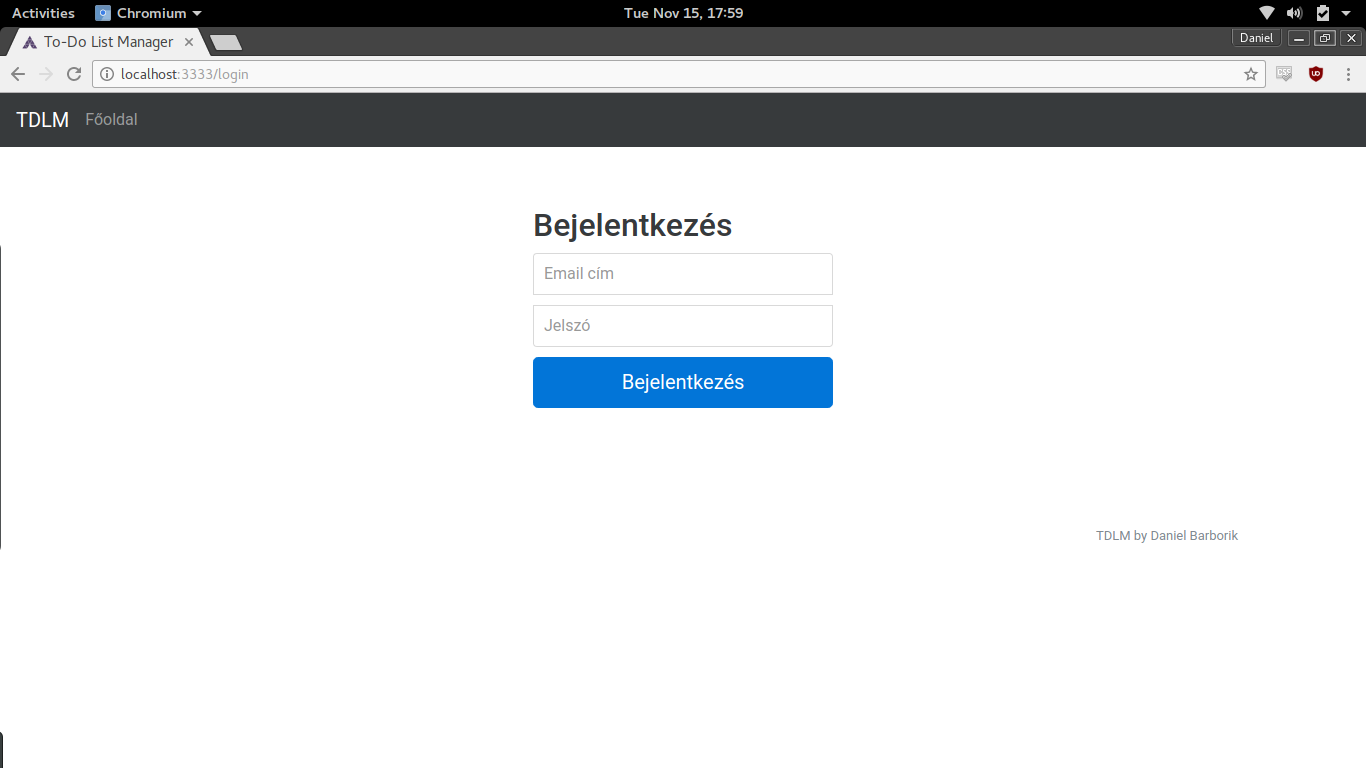 Activities Chromium Tue Nov 15, 17:59
To-Do List Manager Daniel
localhost:3333/login
TDLM Főoldal
Bejelentkezés
Email cím
Jelszó
Bejelentkezés
TDLM by Daniel Barborik